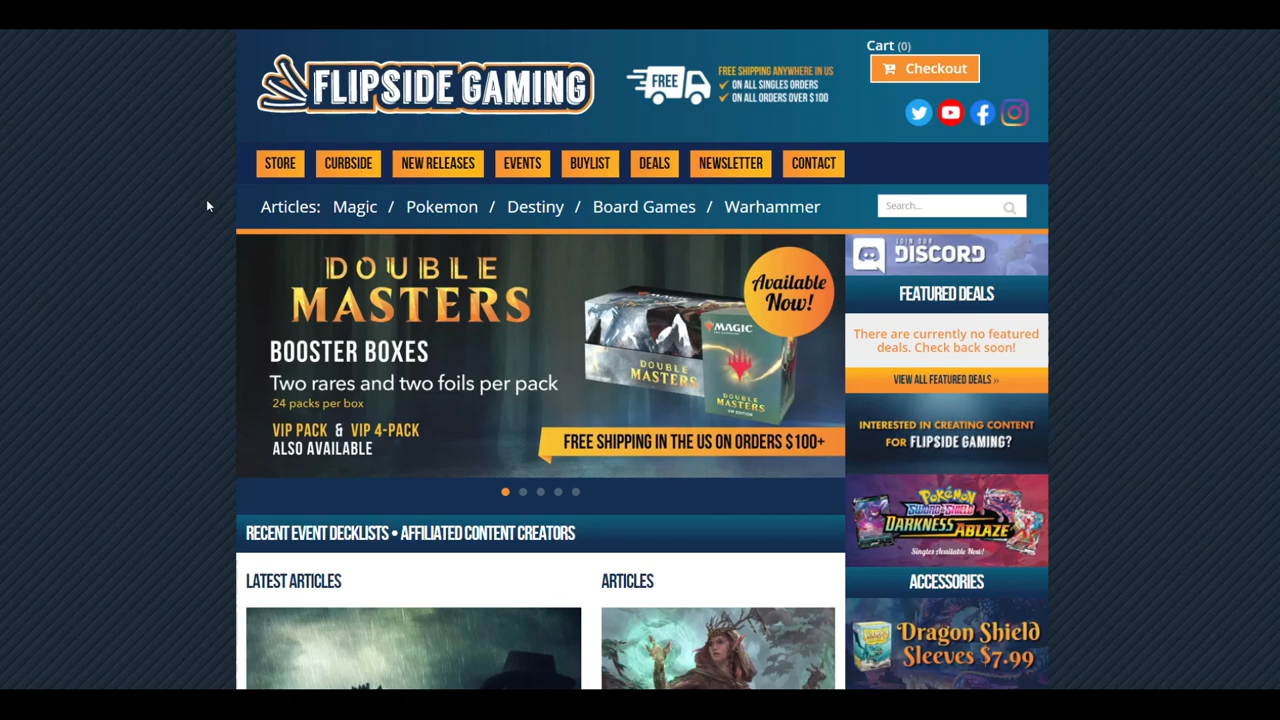 FLIPSIDE GAMING
FREE
FREE SHIPPING ANYWHERE IN US
ON ALL SINGLES ORDERS
ON ALL ORDERS OVER $100
Cart (0)
Checkout
STORE
CURBSIDE
NEW RELEASES
EVENTS
BUYLIST
DEALS
NEWSLETTER
CONTACT
Articles: Magic / Pokemon / Destiny / Board Games / Warhammer
Search...
DOUBLE
MASTERS
BOOSTER BOXES
Two rares and two foils per pack
24 packs per box
VIP PACK & VIP 4-PACK
ALSO AVAILABLE
Available
Now!
MAGIC
DOUBLE
MASTERS
DOUBLE
MASTERS
VIP EDITION
FREE SHIPPING IN THE US ON ORDERS $100+
JOIN OUR
DISCORD
FEATURED DEALS
There are currently no featured
deals. Check back soon!
VIEW ALL FEATURED DEALS »
INTERESTED IN CREATING CONTENT
FOR FLIPSIDE GAMING?
Pokémon
SWORD & SHIELD
DARKNESS ABLAZE
Singles Available Now!
ACCESSORIES
Dragon Shield
Sleeves $7.99
RECENT EVENT DECKLISTS • AFFILIATED CONTENT CREATORS
LATEST ARTICLES
ARTICLES